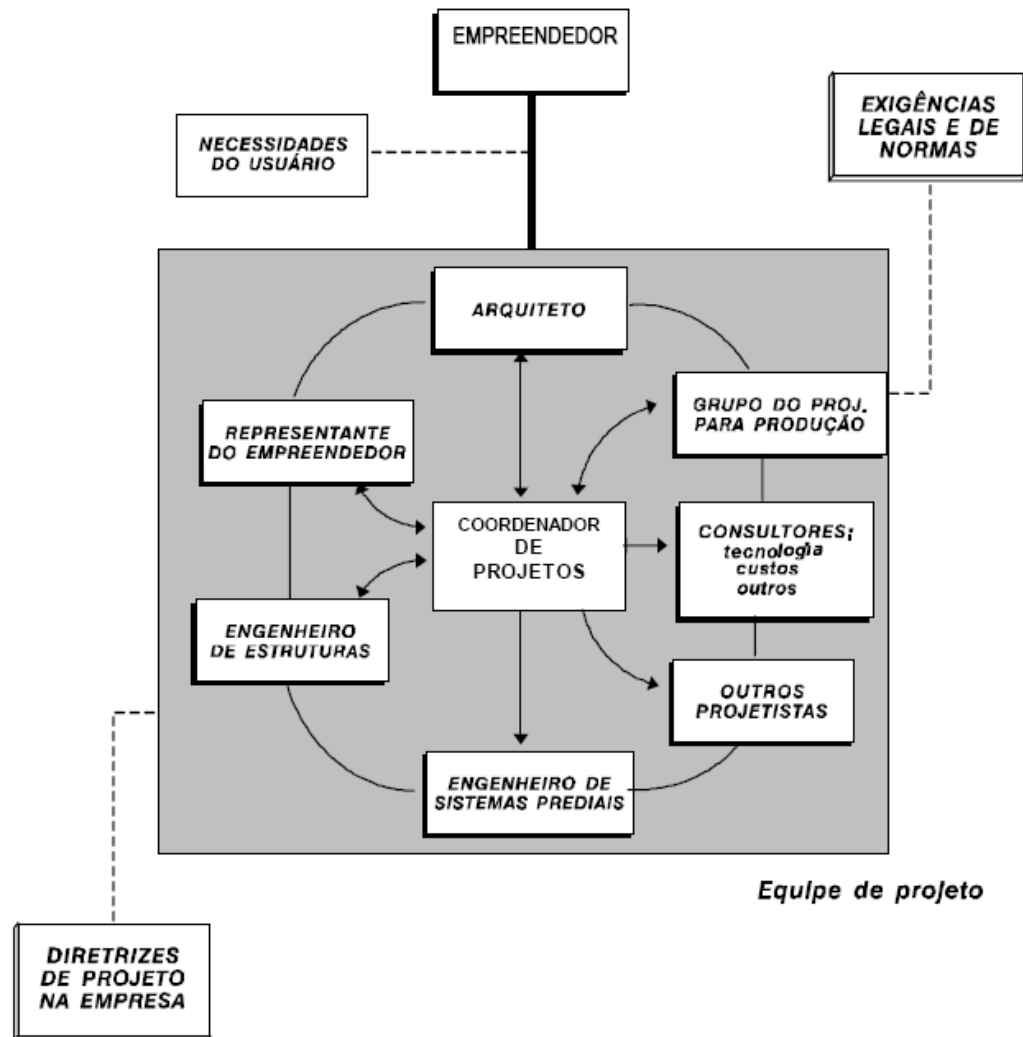 EMPREENDEDOR
EXIGÊNCIAS
LEGAIS E DE
NORMAS
NECESSIDADES
DO USUÁRIO
ARQUITETO
GRUPO DO PROJ.
PARA PRODUÇÃO
REPRESENTANTE
DO EMPREENDEDOR
COORDENADOR
DE
PROJETOS
CONSULTORES;
tecnologia
custos
outros
ENGENHEIRO
DE ESTRUTURAS
OUTROS
PROJETISTAS
ENGENHEIRO DE
SISTEMAS PREDIAIS
Equipe de projeto
DIRETRIZES
DE PROJETO
NA EMPRESA